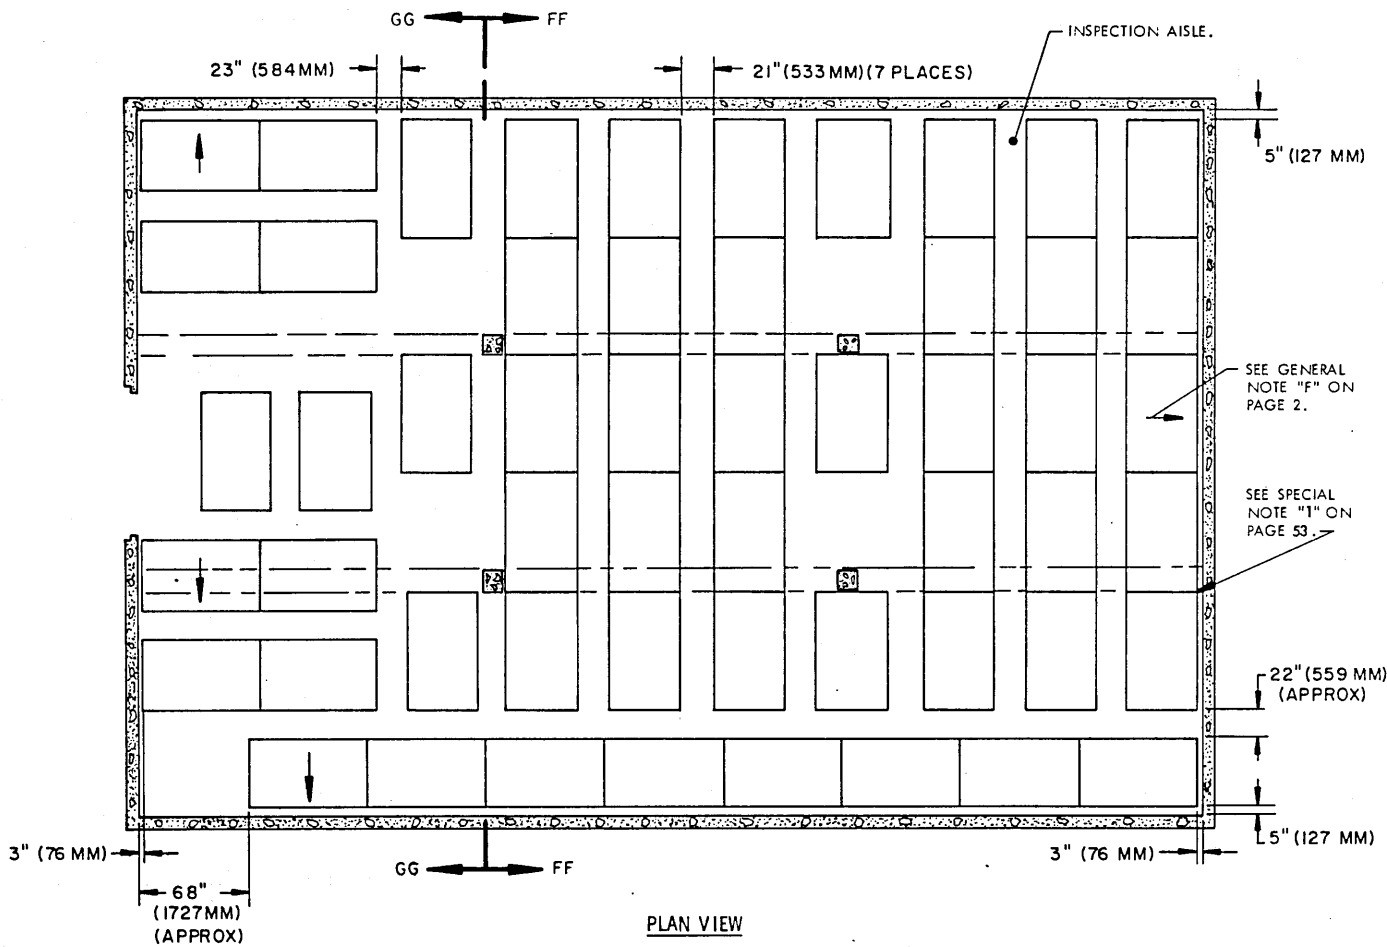 GG FF
INSPECTION AISLE.
23" (584MM)
21" (533MM) (7 PLACES)
5" (127 MM)
SEE GENERAL
NOTE "F" ON
PAGE 2.
SEE SPECIAL
NOTE "1" ON
PAGE 53.
22" (559 MM)
(APPROX)
5" (127 MM)
3" (76 MM)
3" (76 MM)
GG FF
68"
(1727MM)
(APPROX)
PLAN VIEW